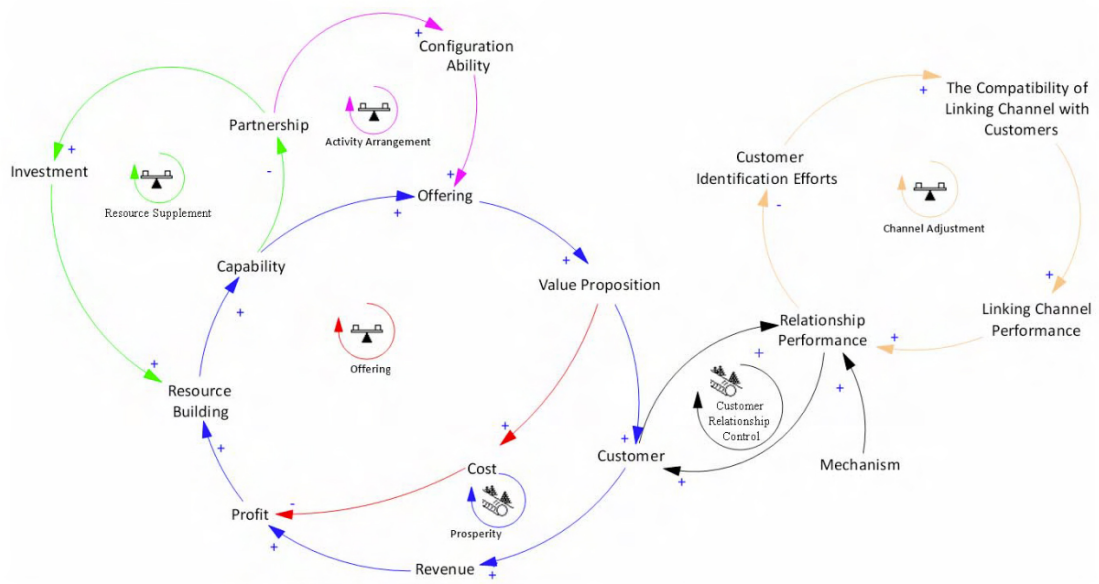 Configuration
Ability
+
Partnership
Activity Arrangement
The Compatibility of
Linking Channel with
Customers
+
Investment
+
-
Resource Supplement
Customer
Identification Efforts
-
Channel Adjustment
Offering
+
+
Capability
+
Value Proposition
+
Linking Channel
Performance
+
+
Relationship
Performance
+
+
Offering
Resource
Building
+
+
Customer
Relationship
Control
Customer
+
+
Mechanism
Cost
+
Profit
-
+
Prosperity
Revenue
+